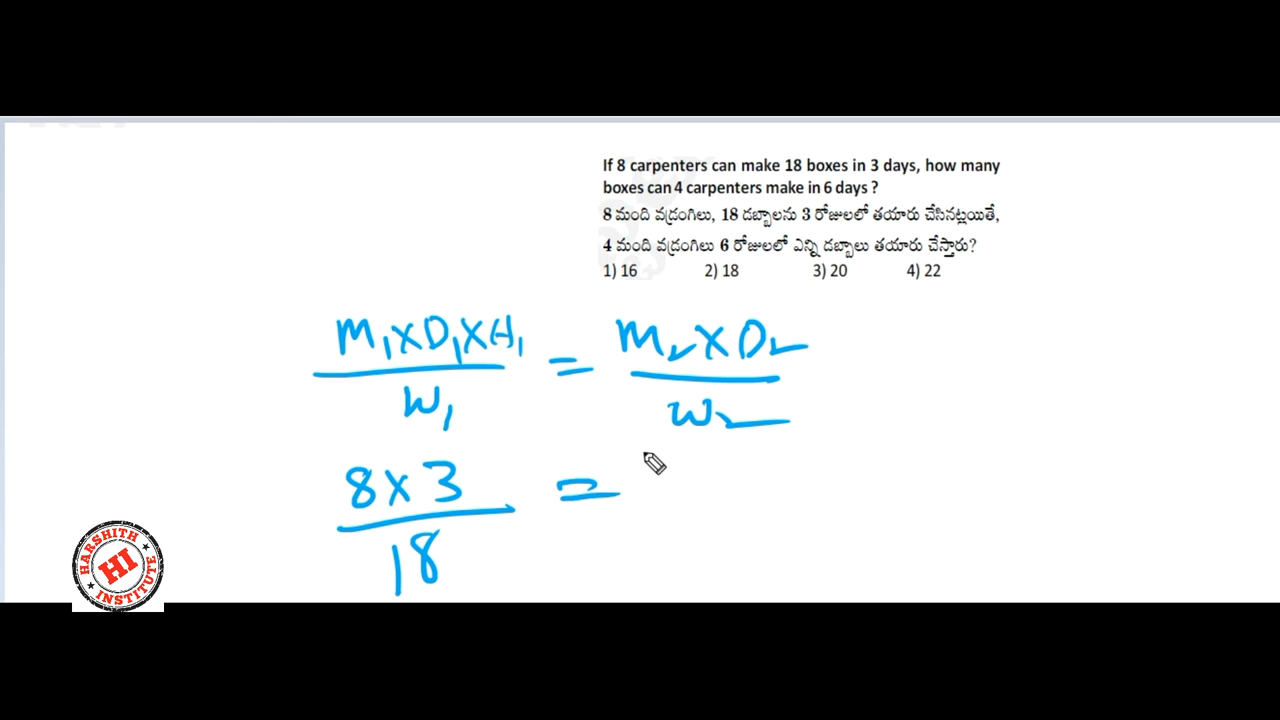 If 8 carpenters can make 18 boxes in 3 days, how many
boxes can 4 carpenters make in 6 days ?
8 మంది వడ్రంగిలు, 18 డబ్బాలను 3 రోజులలో తయారు చేసినట్లయితే,
4 మంది వడ్రంగిలు 6 రోజులలో ఎన్ని డబ్బాలు తయారు చేస్తారు?
1) 16 2) 18 3) 20 4) 22
M₁×D₁×H₁ = M₂×D₂
W₁ W₂
8×3 =
18
HARSHITH
HI
INSTITUTE